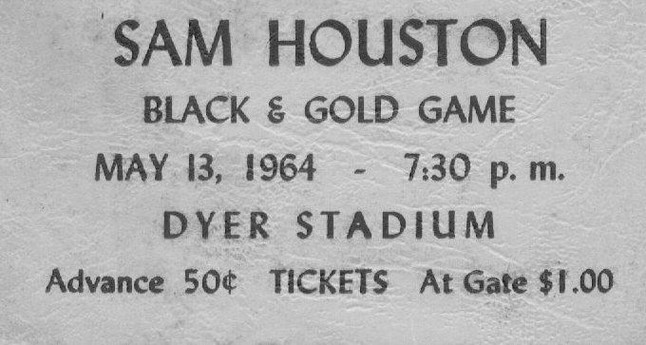 SAM HOUSTON
BLACK & GOLD GAME
MAY 13, 1964 - 7:30 p. m.
DYER STADIUM
Advance 50¢ TICKETS At Gate $1.00